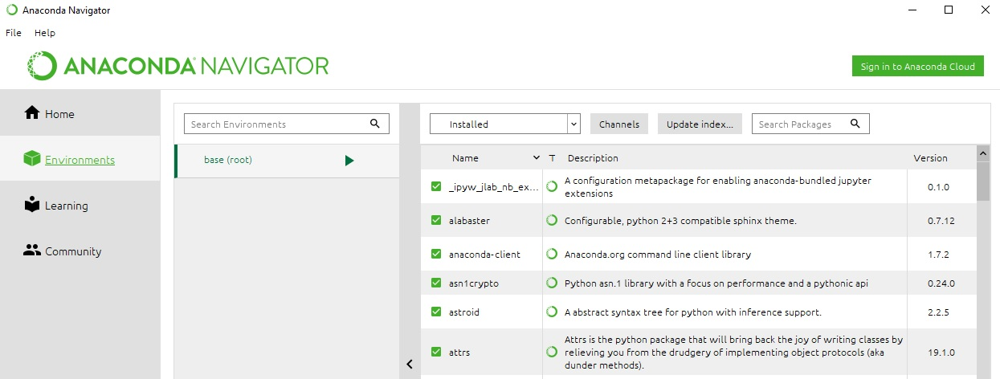 Anaconda Navigator
File Help
ANACONDA NAVIGATOR
Sign in to Anaconda Cloud
Home
Environments
Learning
Community
Search Environments
base (root)
Installed Channels Update index... Search Packages
Name T Description Version
_ipyw_jlab_nb_ex... A configuration metapackage for enabling anaconda-bundled jupyter
extensions 0.1.0
alabaster Configurable, python 2+3 compatible sphinx theme. 0.7.12
anaconda-client Anaconda.org command line client library 1.7.2
asn1crypto Python asn.1 library with a focus on performance and a pythonic api 0.24.0
astroid A abstract syntax tree for python with inference support. 2.2.5
attrs Attrs is the python package that will bring back the joy of writing classes by
relieving you from the drudgery of implementing object protocols (aka 19.1.0
dunder methods).